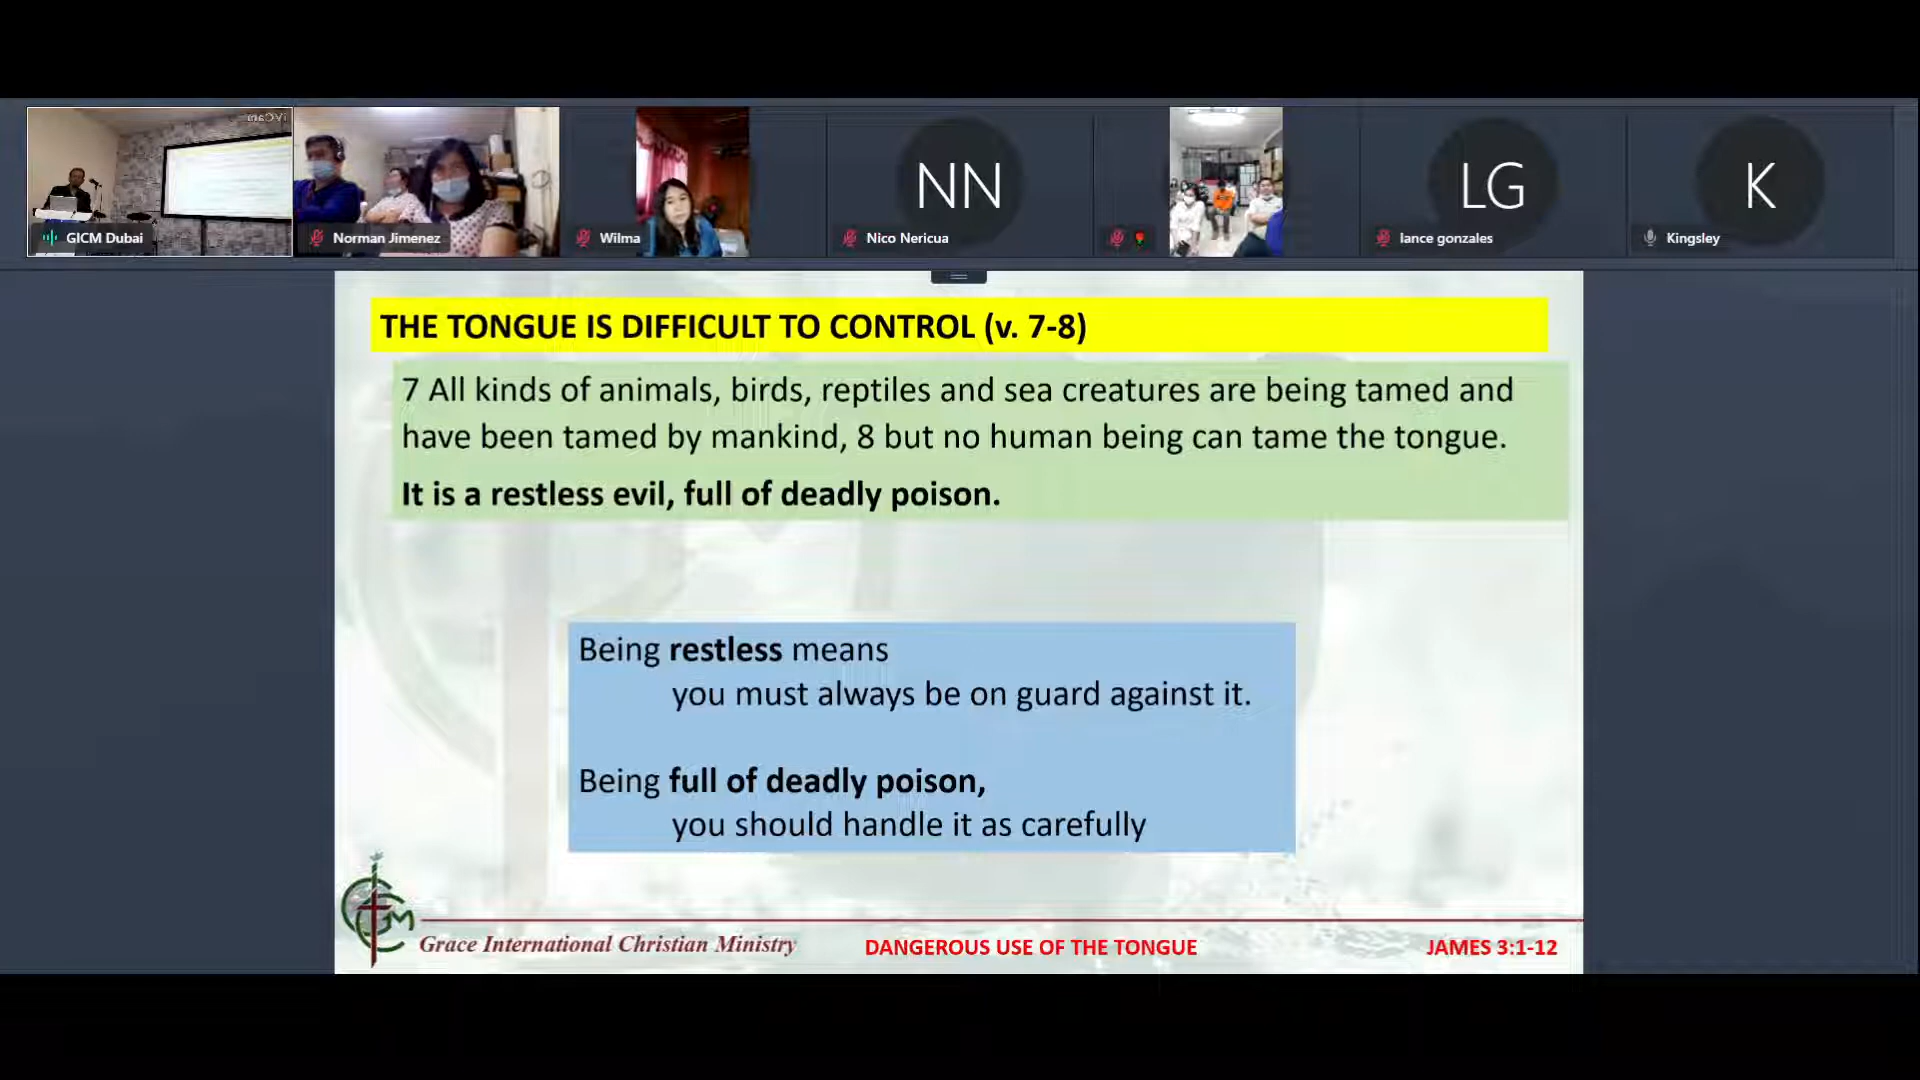 iVCam
NN
LG
K
GICM Dubai
Norman Jimenez
Wilma
Nico Nericua
lance gonzales
Kingsley
THE TONGUE IS DIFFICULT TO CONTROL (v. 7-8)
7 All kinds of animals, birds, reptiles and sea creatures are being tamed and
have been tamed by mankind, 8 but no human being can tame the tongue.
It is a restless evil, full of deadly poison.
Being restless means
you must always be on guard against it.
Being full of deadly poison,
you should handle it as carefully
GICM
Grace International Christian Ministry
DANGEROUS USE OF THE TONGUE
JAMES 3:1-12